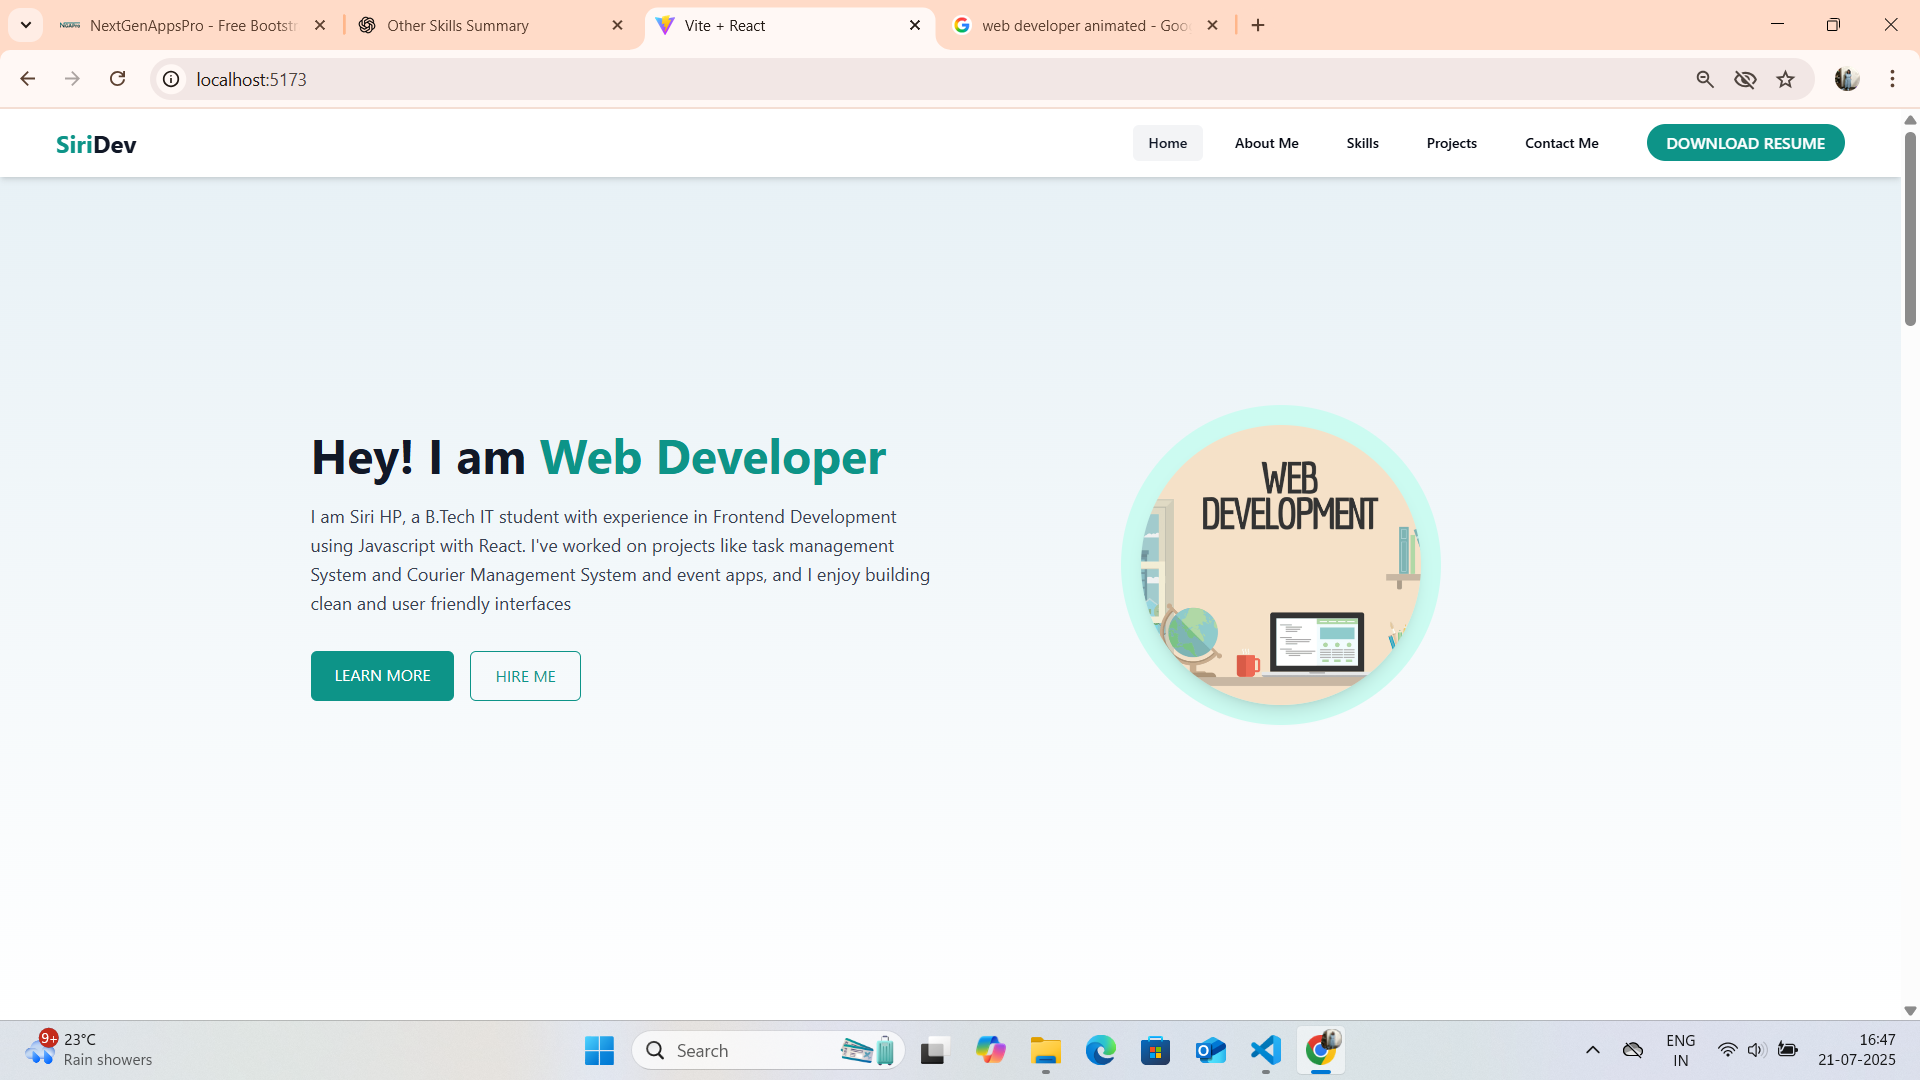 NextGenAppsPro - Free Bootstr
Other Skills Summary
Vite + React
web developer animated - Goo
localhost:5173
SiriDev
Home
About Me
Skills
Projects
Contact Me
DOWNLOAD RESUME
Hey! I am Web Developer
I am Siri HP, a B.Tech IT student with experience in Frontend Development
using Javascript with React. I've worked on projects like task management
System and Courier Management System and event apps, and I enjoy building
clean and user friendly interfaces
LEARN MORE
HIRE ME
WEB
DEVELOPMENT
9+
23°C
Rain showers
Search
ENG
IN
16:47
21-07-2025